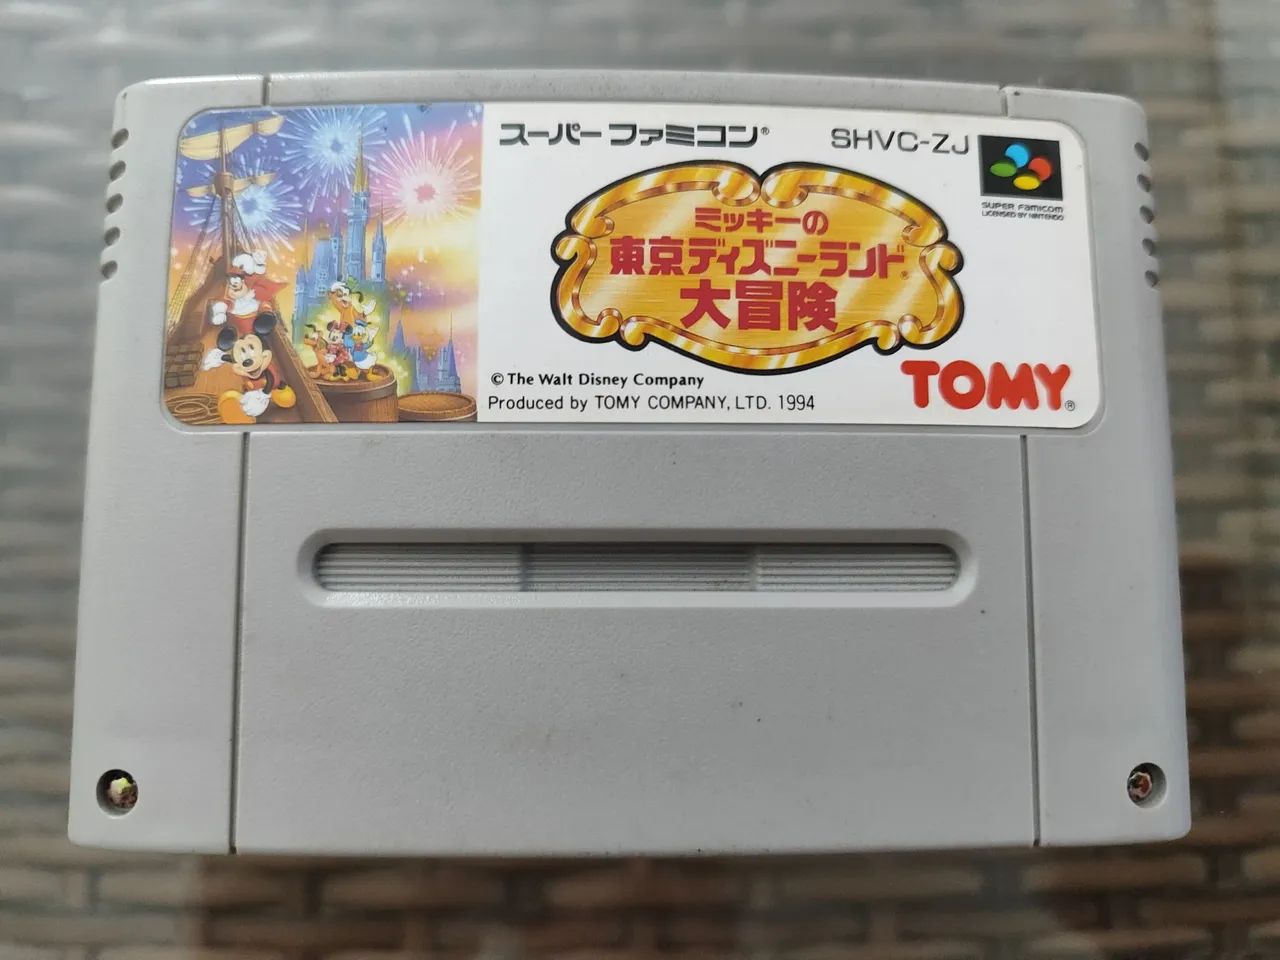 スーパーファミコン®
SHVC-ZJ
SUPER FAMICOM
LICENSED BY NINTENDO
ミッキーの
東京ディズニーランド®
大冒険
© The Walt Disney Company
Produced by TOMY COMPANY, LTD. 1994
TOMY®